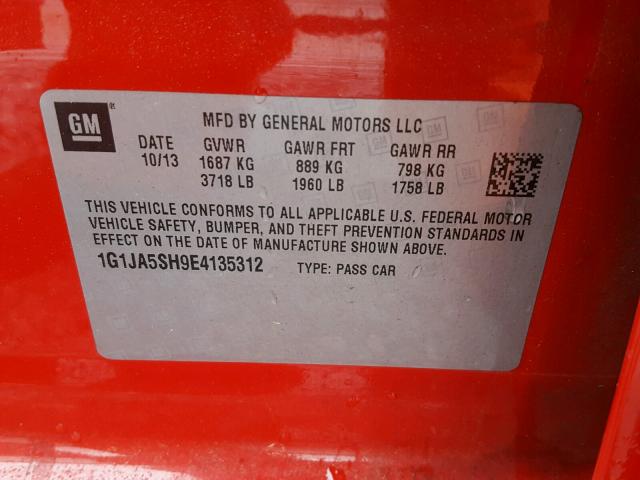 GM
MFD BY GENERAL MOTORS LLC
DATE GVWR GAWR FRT GAWR RR
10/13 1687 KG 889 KG 798 KG
3718 LB 1960 LB 1758 LB
THIS VEHICLE CONFORMS TO ALL APPLICABLE U.S. FEDERAL MOTOR
VEHICLE SAFETY, BUMPER, AND THEFT PREVENTION STANDARDS IN
EFFECT ON THE DATE OF MANUFACTURE SHOWN ABOVE.
1G1JA5SH9E4135312 TYPE: PASS CAR